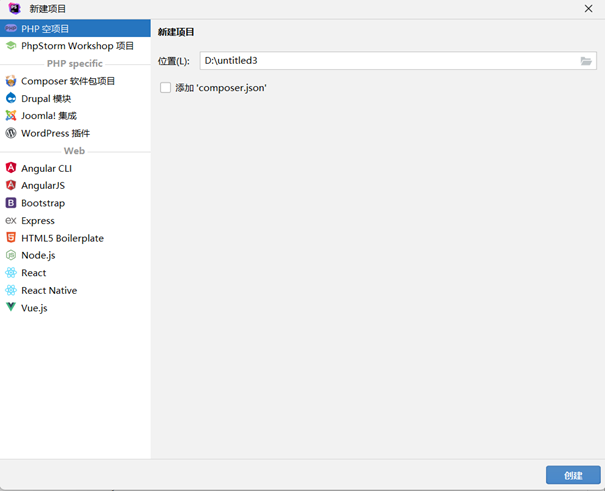 新建项目
PHP 空项目
PhpStorm Workshop 项目
PHP specific
Composer 软件包项目
Drupal 模块
Joomla! 集成
WordPress 插件
Web
Angular CLI
AngularJS
Bootstrap
ex Express
HTML5 Boilerplate
Node.js
React
React Native
Vue.js
新建项目
位置(L): D:\untitled3
添加 'composer.json'
创建